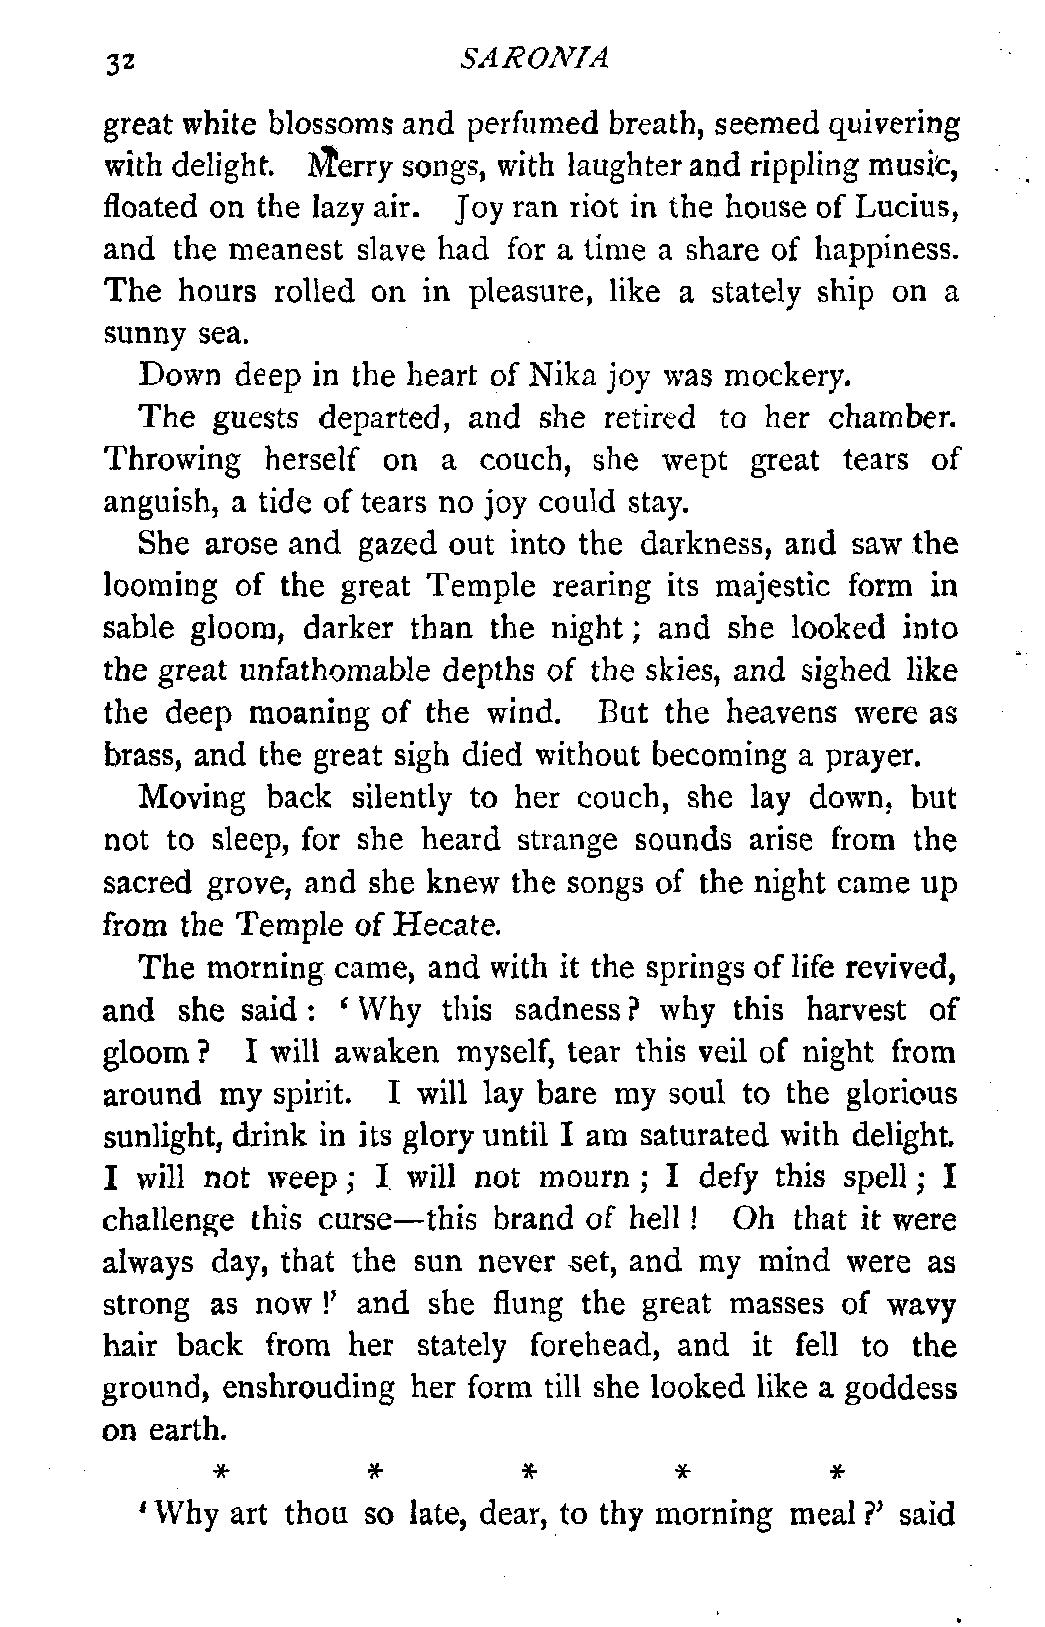 32 SARONIA
great white blossoms and perfumed breath, seemed quivering
with delight. Merry songs, with laughter and rippling music,
floated on the lazy air. Joy ran riot in the house of Lucius,
and the meanest slave had for a time a share of happiness.
The hours rolled on in pleasure, like a stately ship on a
sunny sea.
Down deep in the heart of Nika joy was mockery.
The guests departed, and she retired to her chamber.
Throwing herself on a couch, she wept great tears of
anguish, a tide of tears no joy could stay.
She arose and gazed out into the darkness, and saw the
looming of the great Temple rearing its majestic form in
sable gloom, darker than the night ; and she looked into
the great unfathomable depths of the skies, and sighed like
the deep moaning of the wind. But the heavens were as
brass, and the great sigh died without becoming a prayer.
Moving back silently to her couch, she lay down, but
not to sleep, for she heard strange sounds arise from the
sacred grove, and she knew the songs of the night came up
from the Temple of Hecate.
The morning came, and with it the springs of life revived,
and she said : ‘ Why this sadness ? why this harvest of
gloom ? I will awaken myself, tear this veil of night from
around my spirit. I will lay bare my soul to the glorious
sunlight, drink in its glory until I am saturated with delight.
I will not weep ; I will not mourn ; I defy this spell ; I
challenge this curse—this brand of hell ! Oh that it were
always day, that the sun never set, and my mind were as
strong as now !’ and she flung the great masses of wavy
hair back from her stately forehead, and it fell to the
ground, enshrouding her form till she looked like a goddess
on earth.
* * * * *
‘ Why art thou so late, dear, to thy morning meal ?’ said